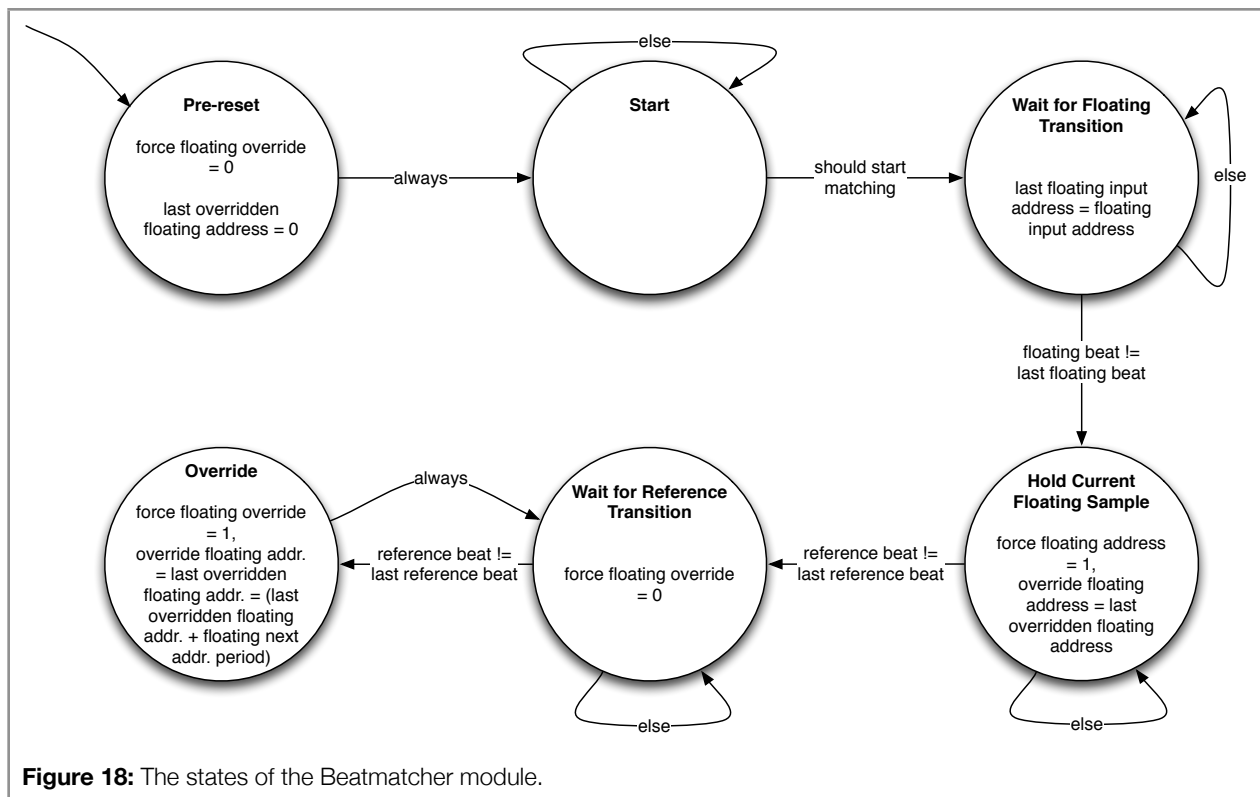 else
Pre-reset
force floating override
= 0
last overridden
floating address = 0
always
Start
should start
matching
Wait for Floating
Transition
last floating input
address = floating
input address
else
floating beat !=
last floating beat
Override
force floating override
= 1,
override floating addr.
= last overridden
floating addr. = (last
overridden floating
addr. + floating next
addr. period)
always
reference beat !=
last reference beat
Wait for Reference
Transition
force floating override
= 0
else
reference beat !=
last reference beat
Hold Current
Floating Sample
force floating address
= 1,
override floating
address = last
overridden floating
address
else
Figure 18: The states of the Beatmatcher module.